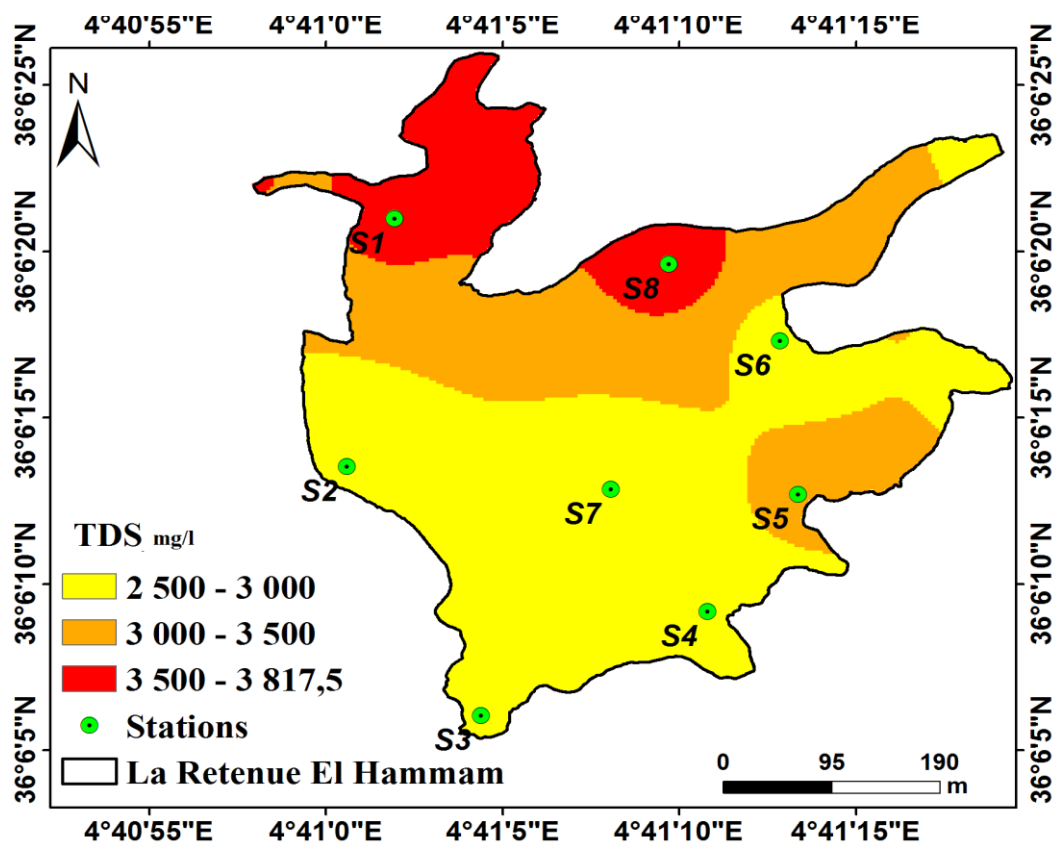 4°40'55"E 4°41'0"E 4°41'5"E 4°41'10"E 4°41'15"E
36°6'25"N 36°6'25"N
N
S1
36°6'20"N 36°6'20"N
S8
S6
36°6'15"N 36°6'15"N
S2
S7
S5
TDS mg/l
36°6'10"N 36°6'10"N
2 500 - 3 000
3 000 - 3 500
S4
3 500 - 3 817,5
Stations
S3
36°6'5"N 36°6'5"N
La Retenue El Hammam
0 95 190
m
4°40'55"E 4°41'0"E 4°41'5"E 4°41'10"E 4°41'15"E